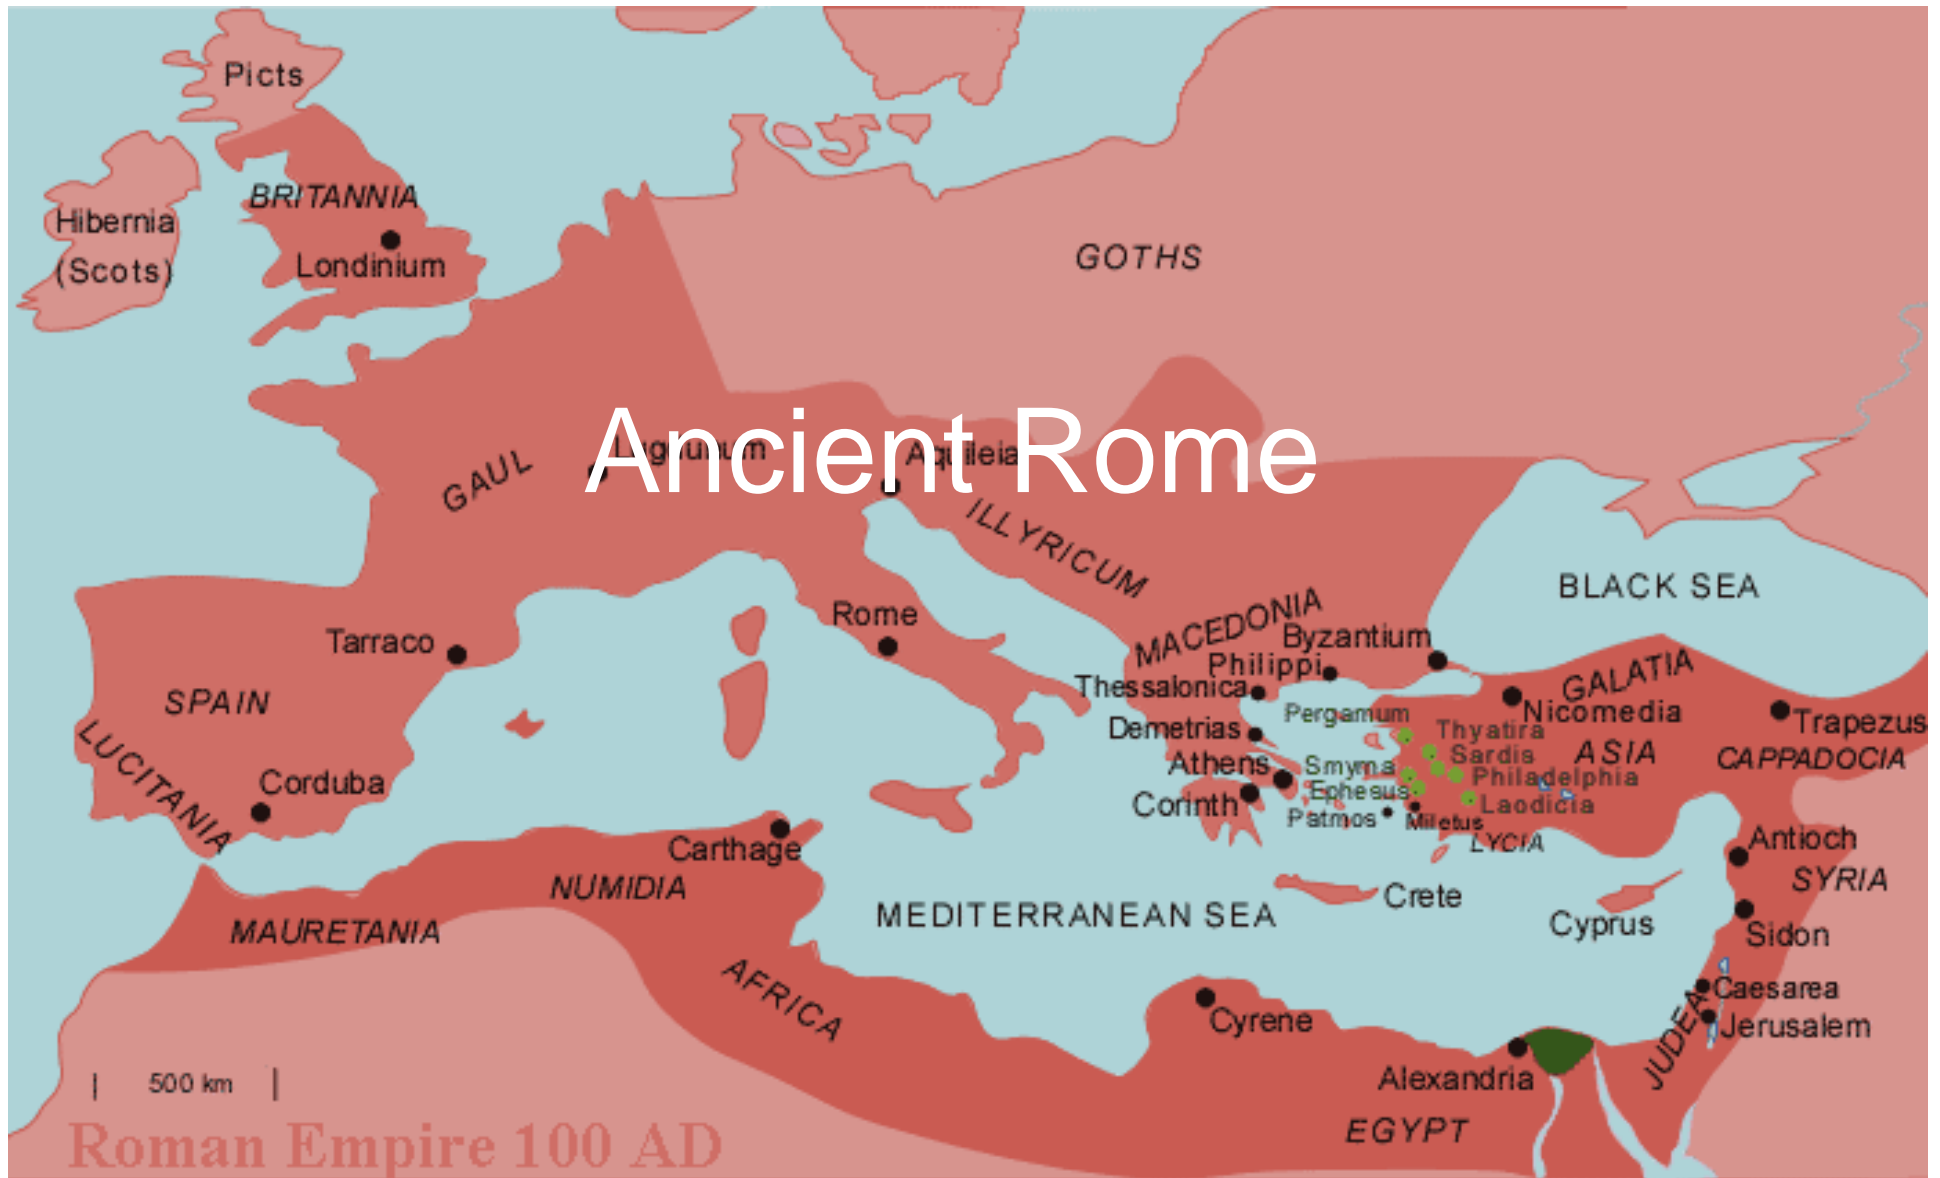 Picts
BRITANNIA
Hibernia
(Scots)
Londinium
GOTHS
Ancient Rome
Lugdunum
Aquileia
GAUL
ILLYRICUM
BLACK SEA
MACEDONIA
Rome
Byzantium
Tarraco
Philippi
GALATIA
Thessalonica
SPAIN
Pergamum
Nicomedia
Trapezus
Demetrias
Thyatira
LUCITANIA
Sardis
ASIA
CAPPADOCIA
Athens
Smyrna
Philadelphia
Corduba
Ephesus
Corinth
Laodicia
Patmos
Miletus
Carthage
LYCIA
Antioch
NUMIDIA
SYRIA
Crete
MEDITERRANEAN SEA
Cyprus
MAURETANIA
Sidon
AFRICA
Caesarea
Cyrene
Jerusalem
JUDEA
500 km
Alexandria
EGYPT
Roman Empire 100 AD